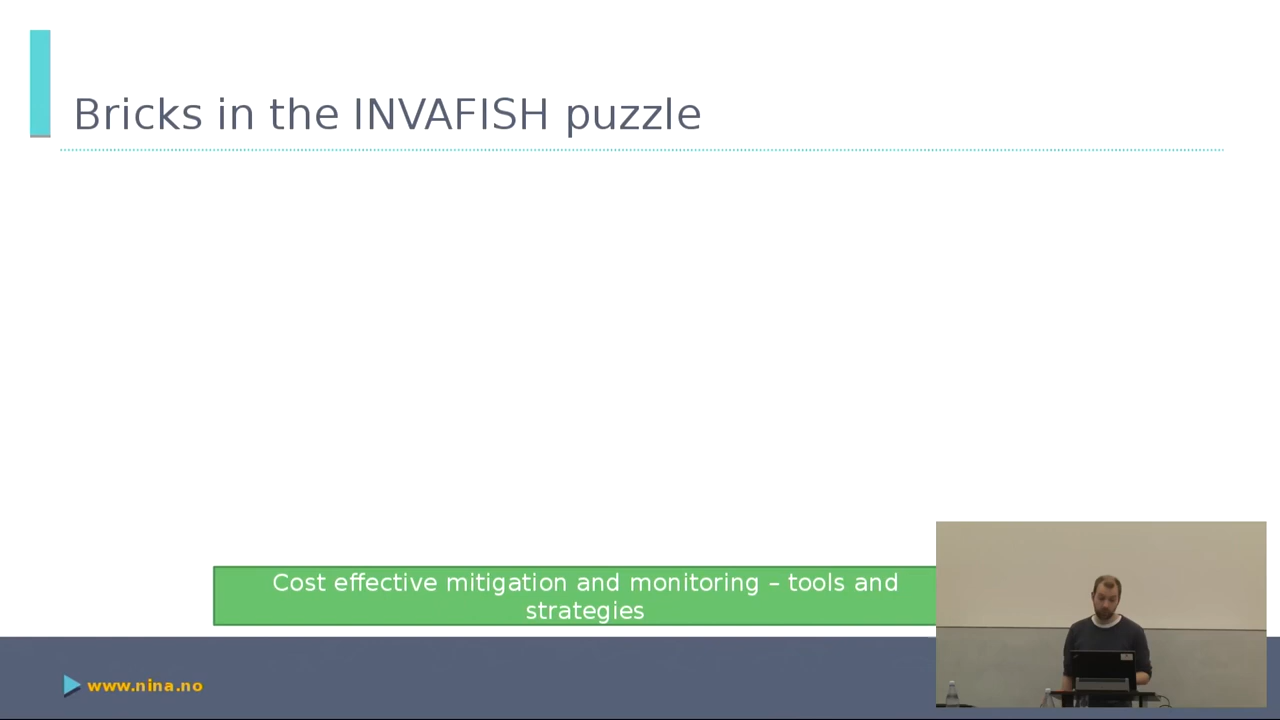 Bricks in the INVAFISH puzzle
Cost effective mitigation and monitoring – tools and
strategies
www.nina.no